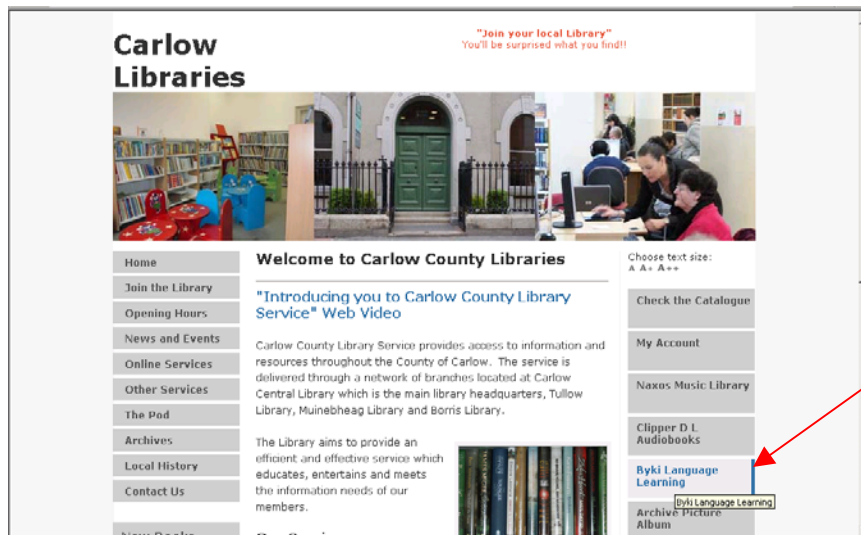 Carlow
Libraries
"Join your local Library"
You'll be surprised what you find!!
Home
Join the Library
Opening Hours
News and Events
Online Services
Other Services
The Pod
Archives
Local History
Contact Us
New Books
Welcome to Carlow County Libraries
"Introducing you to Carlow County Library
Service" Web Video
Carlow County Library Service provides access to information and
resources throughout the County of Carlow. The service is
delivered through a network of branches located at Carlow
Central Library which is the main library headquarters, Tullow
Library, Muinebheag Library and Borris Library.
The Library aims to provide an
efficient and effective service which
educates, entertains and meets
the information needs of our
members.
Choose text size:
A A+ A++
Check the Catalogue
My Account
Naxos Music Library
Clipper D L
Audiobooks
Byki Language
Learning
Byki Language Learning
Archive Picture
Album